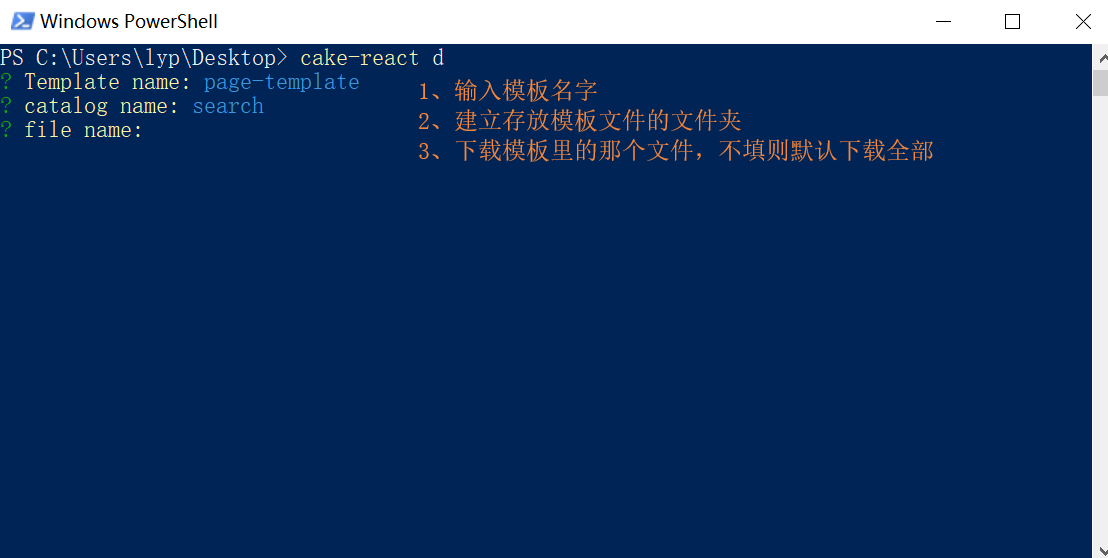 Windows PowerShell
PS C:\Users\lyp\Desktop> cake-react d
? Template name: page-template
? catalog name: search
? file name:
1、输入模板名字
2、建立存放模板文件的文件夹
3、下载模板里的那个文件，不填则默认下载全部